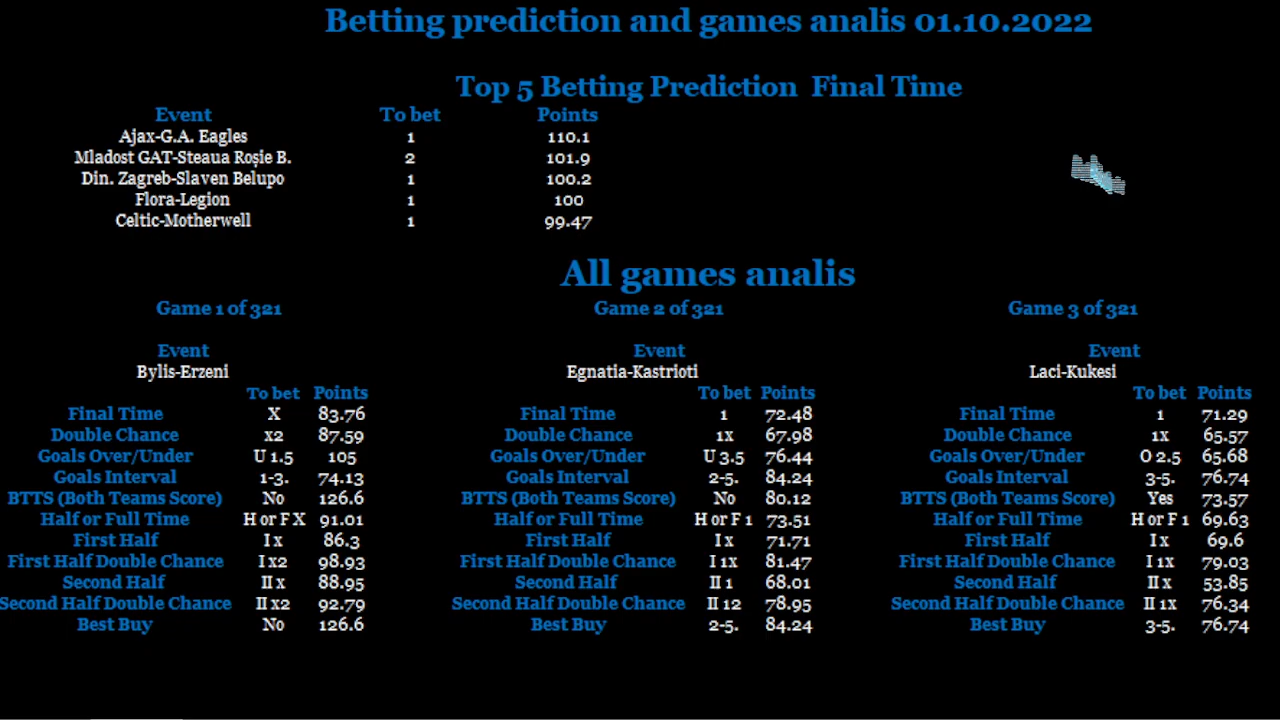 Betting prediction and games analis 01.10.2022
Top 5 Betting Prediction Final Time
Event To bet Points
Ajax-G.A. Eagles 1 110.1
Mladost GAT-Steaua Roșie B. 2 101.9
Din. Zagreb-Slaven Belupo 1 100.2
Flora-Legion 1 100
Celtic-Motherwell 1 99.47
All games analis
Game 1 of 321 Game 2 of 321 Game 3 of 321
Event Event Event
Bylis-Erzeni Egnatia-Kastrioti Laci-Kukesi
To bet Points To bet Points To bet Points
Final Time X 83.76 Final Time 1 72.48 Final Time 1 71.29
Double Chance x2 87.59 Double Chance 1x 67.98 Double Chance 1x 65.57
Goals Over/Under U 1.5 105 Goals Over/Under U 3.5 76.44 Goals Over/Under O 2.5 65.68
Goals Interval 1-3. 74.13 Goals Interval 2-5. 84.24 Goals Interval 3-5. 76.74
BTTS (Both Teams Score) No 126.6 BTTS (Both Teams Score) No 80.12 BTTS (Both Teams Score) Yes 73.57
Half or Full Time H or F X 91.01 Half or Full Time H or F 1 73.51 Half or Full Time H or F 1 69.63
First Half I x 86.3 First Half I x 71.71 First Half I x 69.6
First Half Double Chance I x2 98.93 First Half Double Chance I 1x 81.47 First Half Double Chance I 1x 79.03
Second Half II x 88.95 Second Half II 1 68.01 Second Half II x 53.85
Second Half Double Chance II x2 92.79 Second Half Double Chance II 12 78.95 Second Half Double Chance II 1x 76.34
Best Buy No 126.6 Best Buy 2-5. 84.24 Best Buy 3-5. 76.74